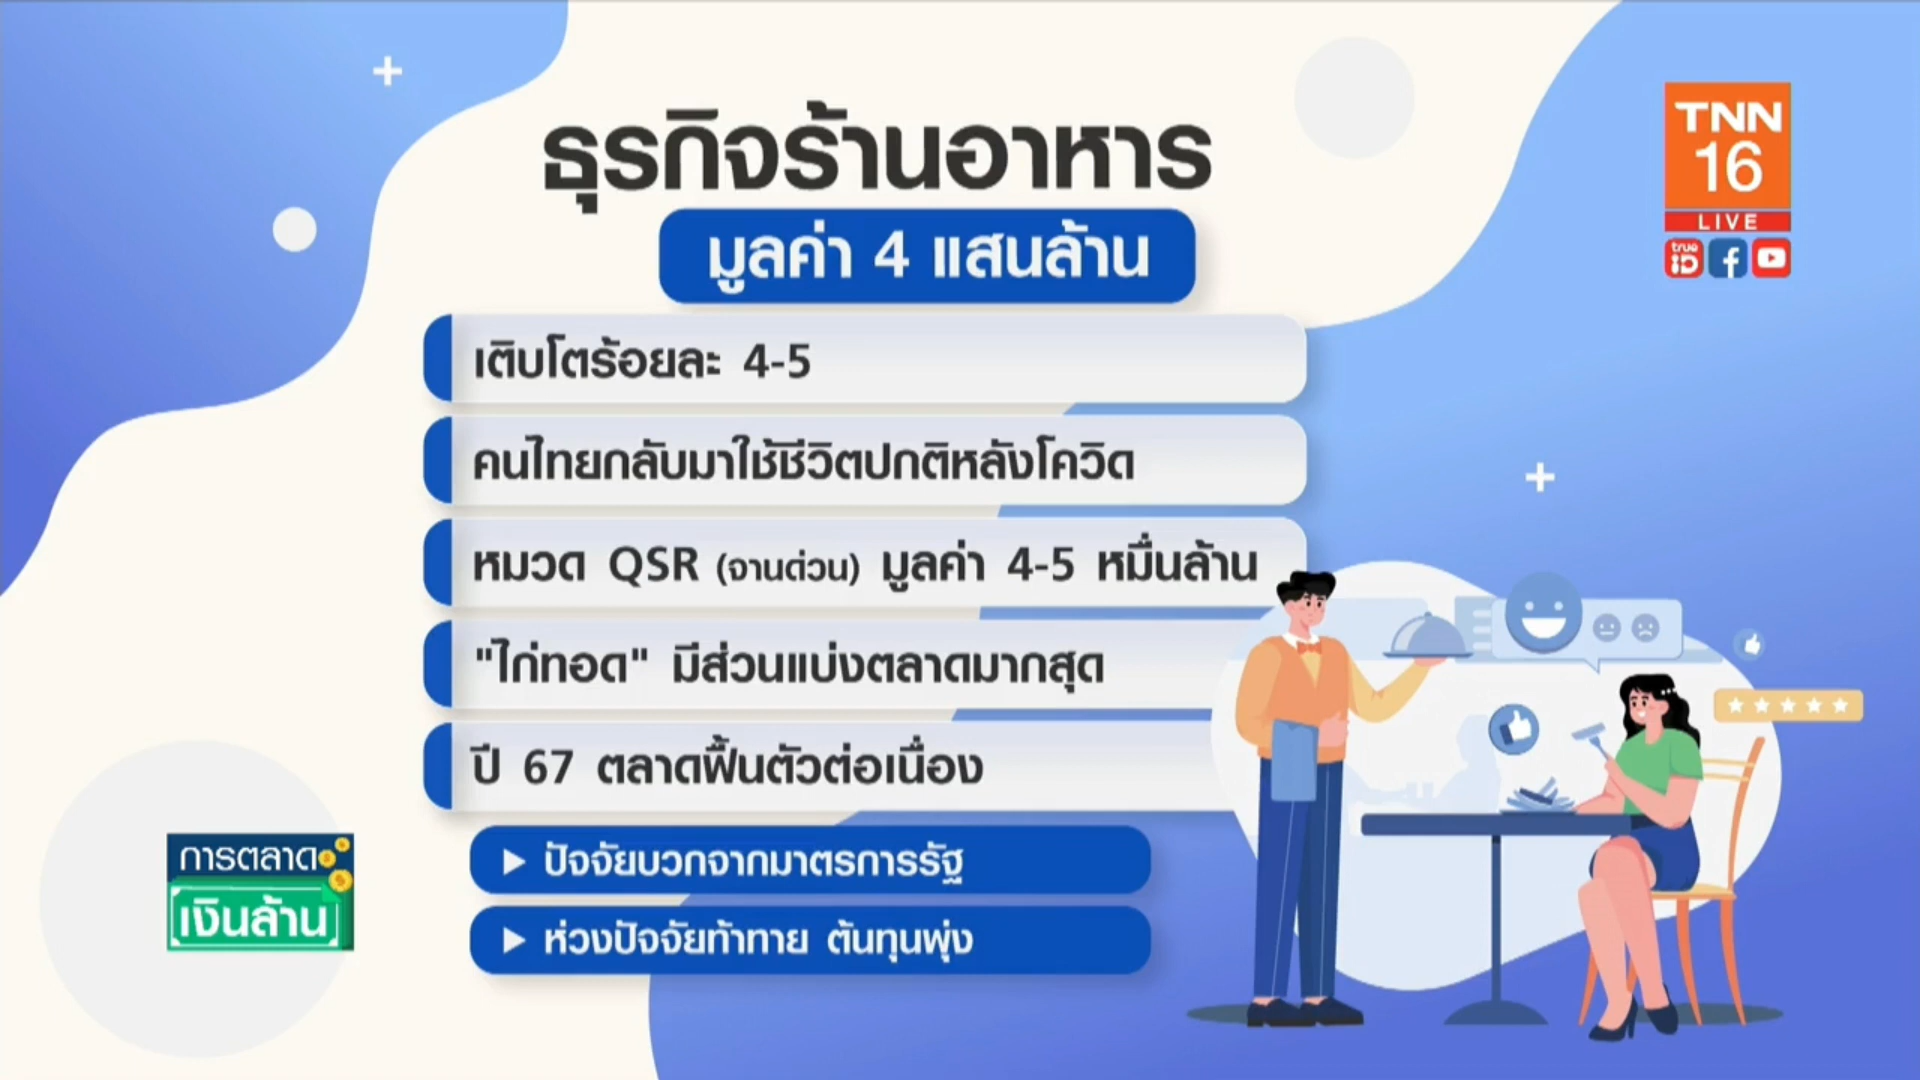 ธุรกิจร้านอาหาร
มูลค่า 4 แสนล้าน
TNN
16
LIVE
true
iD
เติบโตร้อยละ 4-5
คนไทยกลับมาใช้ชีวิตปกติหลังโควิด
หมวด QSR (จานด่วน) มูลค่า 4-5 หมื่นล้าน
"ไก่ทอด" มีส่วนแบ่งตลาดมากสุด
ปี 67 ตลาดฟื้นตัวต่อเนื่อง
▶ ปัจจัยบวกจากมาตรการรัฐ
▶ ห่วงปัจจัยท้าทาย ต้นทุนพุ่ง
การตลาด
เงินล้าน